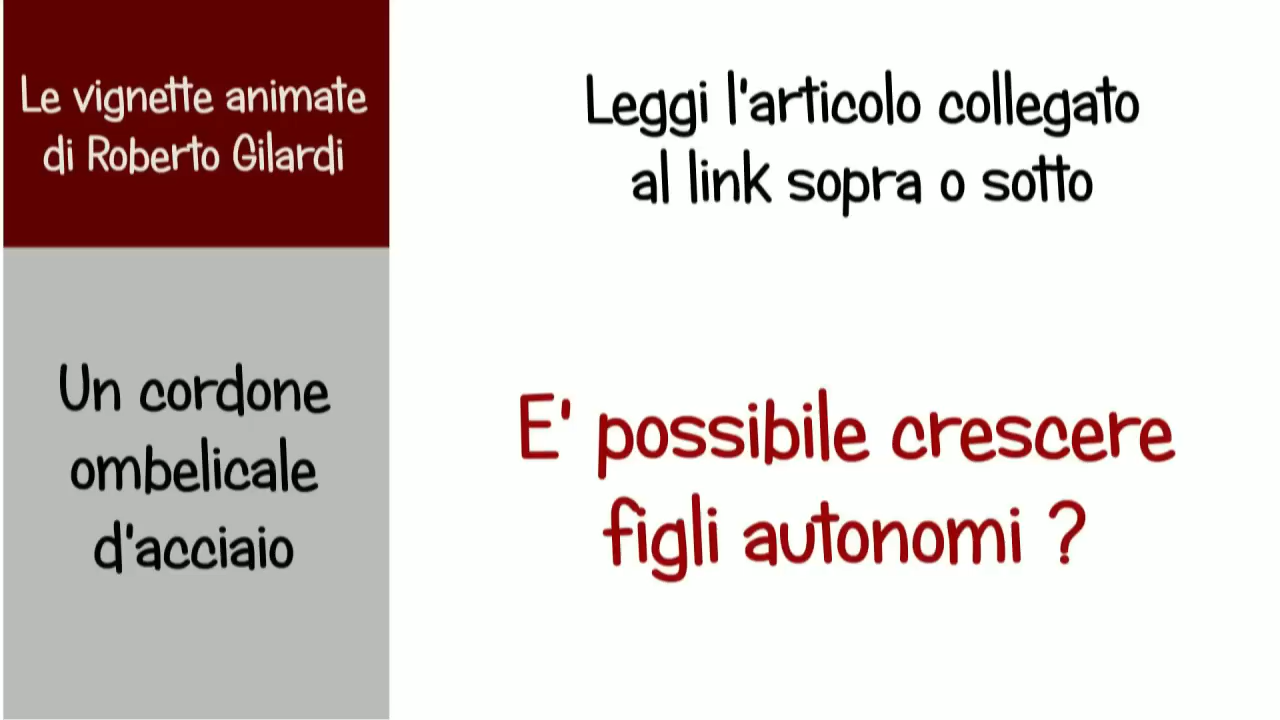 Le vignette animate
di Roberto Gilardi
Un cordone
ombelicale
d'acciaio
Leggi l'articolo collegato
al link sopra o sotto
E' possibile crescere
figli autonomi ?